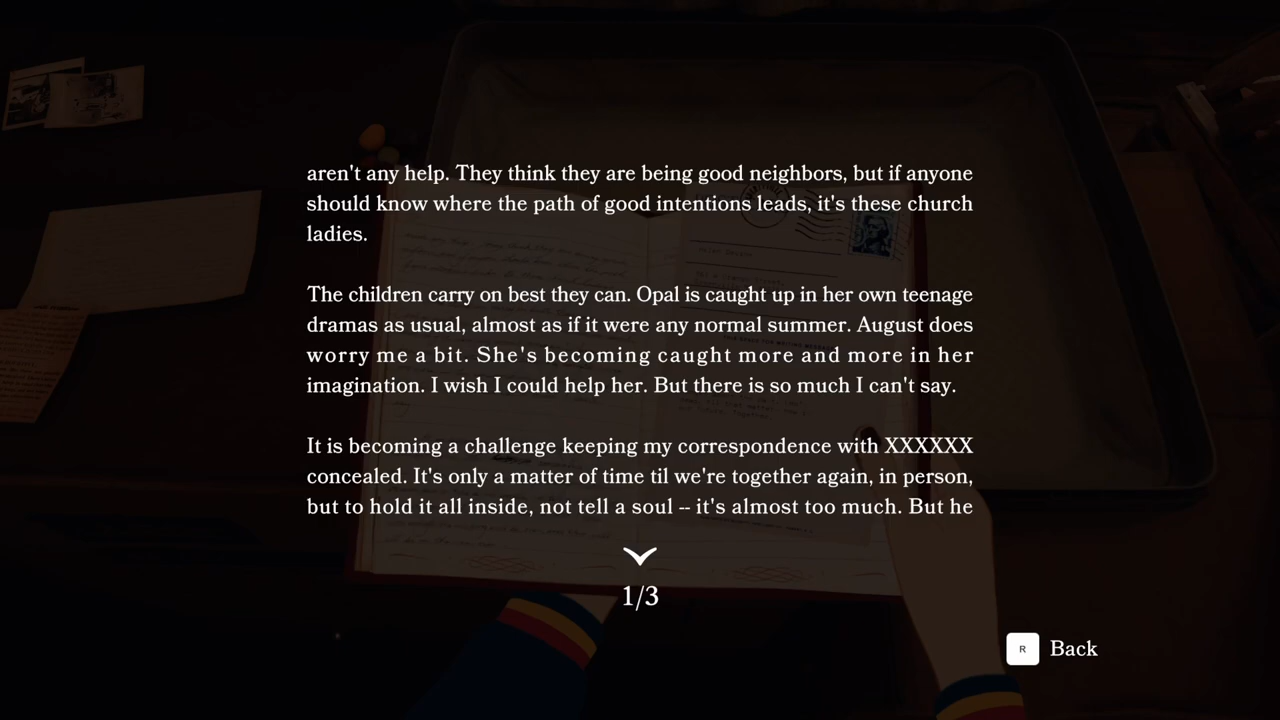 aren't any help. They think they are being good neighbors, but if anyone
should know where the path of good intentions leads, it's these church
ladies.
The children carry on best they can. Opal is caught up in her own teenage
dramas as usual, almost as if it were any normal summer. August does
worry me a bit. She's becoming caught more and more in her
imagination. I wish I could help her. But there is so much I can't say.
It is becoming a challenge keeping my correspondence with XXXXXX
concealed. It's only a matter of time til we're together again, in person,
but to hold it all inside, not tell a soul -- it's almost too much. But he
1/3
R Back